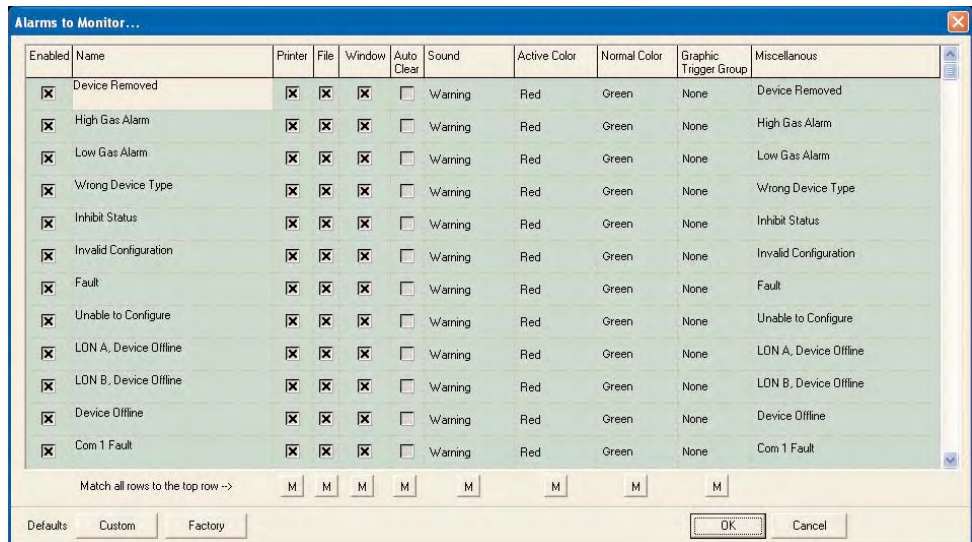 Alarms to Monitor...
Enabled Name Printer File Window Auto Clear Sound Active Color Normal Color Graphic Trigger Group Miscellanous
Device Removed Warning Red Green None Device Removed
High Gas Alarm Warning Red Green None High Gas Alarm
Low Gas Alarm Warning Red Green None Low Gas Alarm
Wrong Device Type Warning Red Green None Wrong Device Type
Inhibit Status Warning Red Green None Inhibit Status
Invalid Configuration Warning Red Green None Invalid Configuration
Fault Warning Red Green None Fault
Unable to Configure Warning Red Green None Unable to Configure
LON A, Device Offline Warning Red Green None LON A, Device Offline
LON B, Device Offline Warning Red Green None LON B, Device Offline
Device Offline Warning Red Green None Device Offline
Com 1 Fault Warning Red Green None Com 1 Fault
Match all rows to the top row --> M M M M M M M M
Defaults Custom Factory OK Cancel